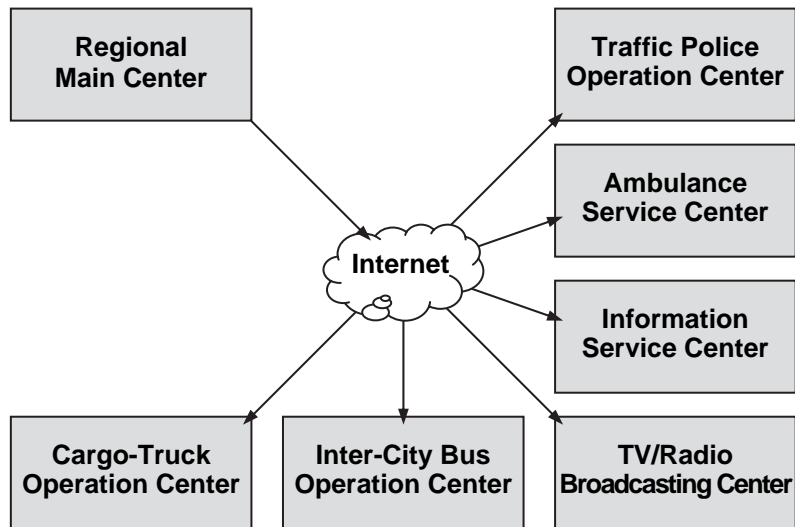 Regional
Main Center
Traffic Police
Operation Center
Ambulance
Service Center
Internet
Information
Service Center
Cargo-Truck
Operation Center
Inter-City Bus
Operation Center
TV/Radio
Broadcasting Center